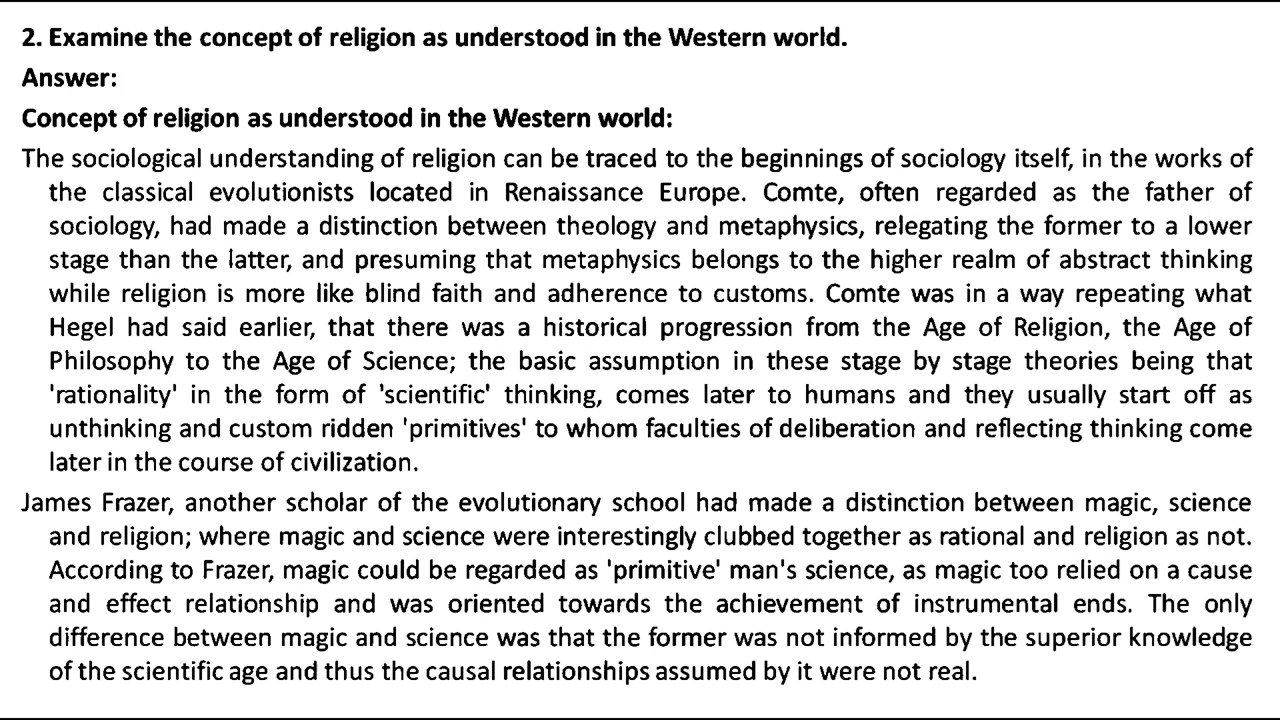 2. Examine the concept of religion as understood in the Western world.
Answer:
Concept of religion as understood in the Western world:
The sociological understanding of religion can be traced to the beginnings of sociology itself, in the works of
the classical evolutionists located in Renaissance Europe. Comte, often regarded as the father of
sociology, had made a distinction between theology and metaphysics, relegating the former to a lower
stage than the latter, and presuming that metaphysics belongs to the higher realm of abstract thinking
while religion is more like blind faith and adherence to customs. Comte was in a way repeating what
Hegel had said earlier, that there was a historical progression from the Age of Religion, the Age of
Philosophy to the Age of Science; the basic assumption in these stage by stage theories being that
'rationality' in the form of 'scientific' thinking, comes later to humans and they usually start off as
unthinking and custom ridden 'primitives' to whom faculties of deliberation and reflecting thinking come
later in the course of civilization.
James Frazer, another scholar of the evolutionary school had made a distinction between magic, science
and religion; where magic and science were interestingly clubbed together as rational and religion as not.
According to Frazer, magic could be regarded as 'primitive' man's science, as magic too relied on a cause
and effect relationship and was oriented towards the achievement of instrumental ends. The only
difference between magic and science was that the former was not informed by the superior knowledge
of the scientific age and thus the causal relationships assumed by it were not real.